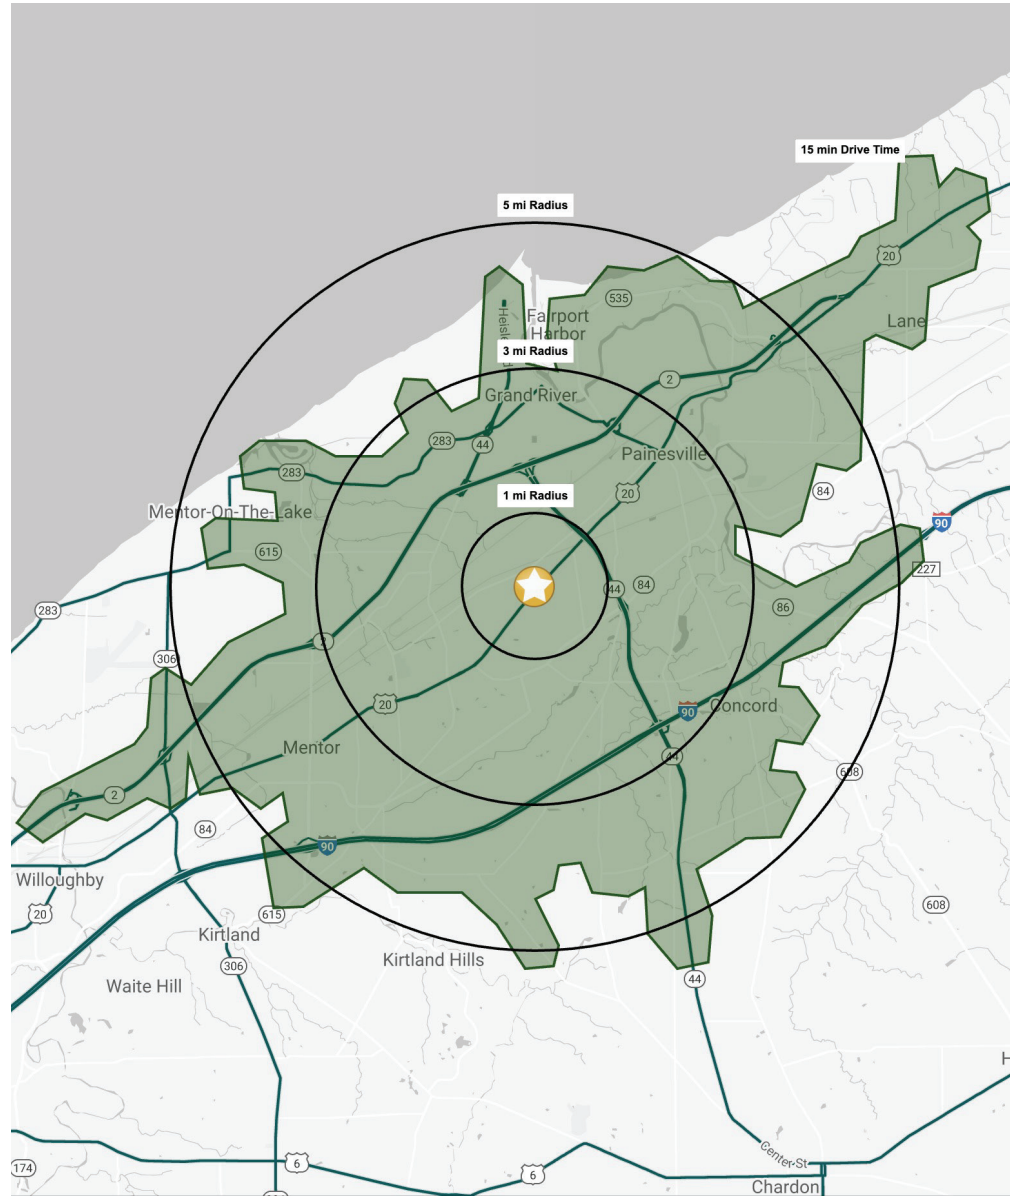 15 min Drive Time
5 mi Radius
20
535
Fairport
Harbor
Lane
3 mi Radius
2
Grand River
283
44
Painesville
283
20
84
1 mi Radius
Mentor-On-The-Lake
90
615
227
44
84
86
283
2
306
20
90
Concord
Mentor
44
608
2
84
90
Willoughby
20
615
608
Kirtland
Kirtland Hills
306
44
Waite Hill
H
Center St
6
174
6
Chardon